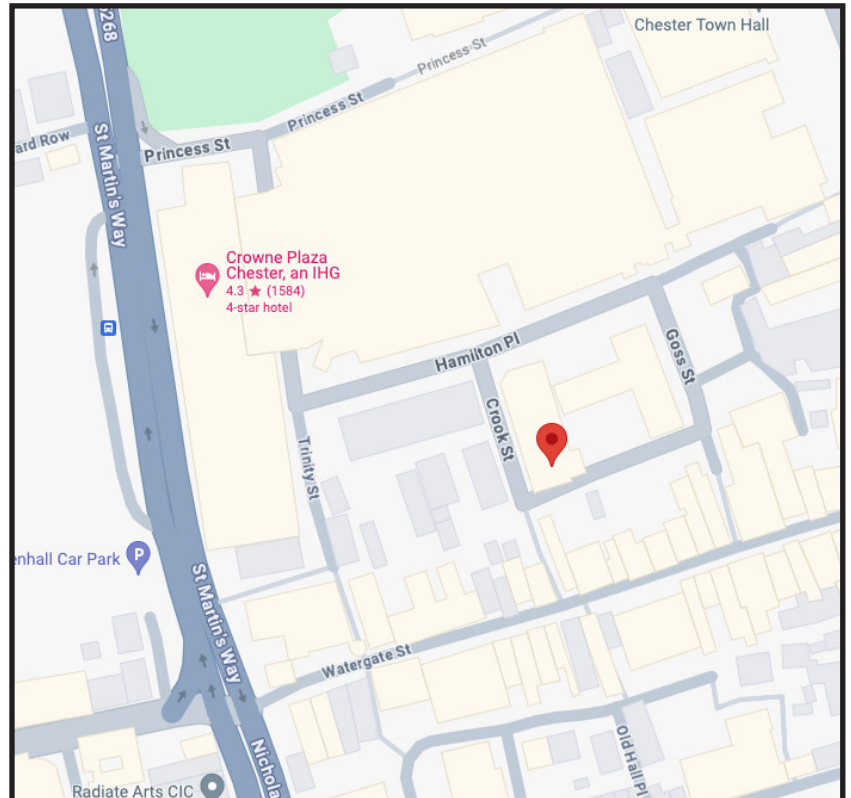 5268
Chester Town Hall
Princess St
Princess St
Princess St
ard Row
St Martin's Way
Crowne Plaza
Chester, an IHG
4.3 ★ (1584)
4-star hotel
Hamilton Pl
Goss St
Crook St
Trinity St
enhall Car Park
P
St Martin's Way
Watergate St
Old Hall Pl
Nichola
Radiate Arts CIC